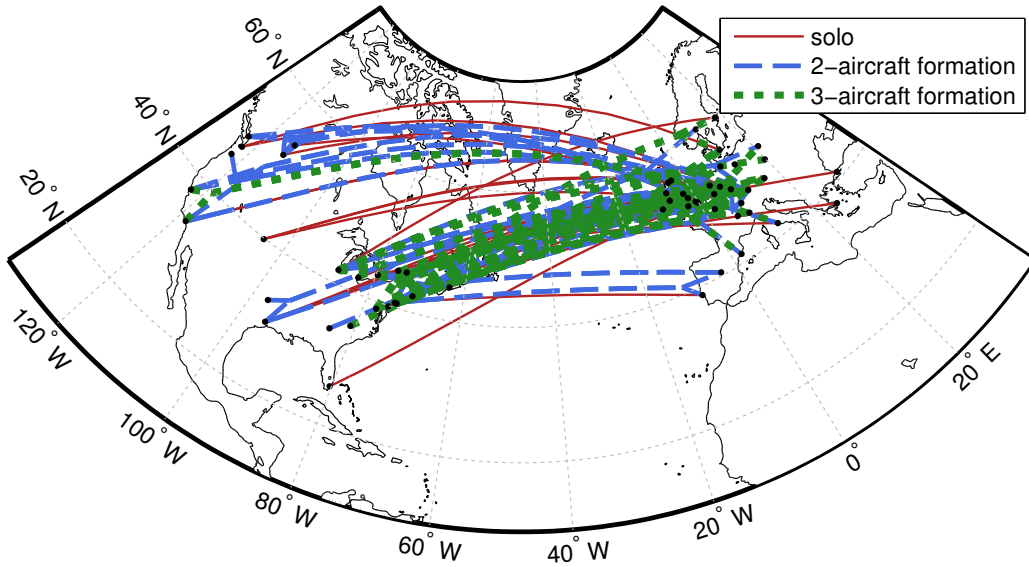 solo
2−aircraft formation
3−aircraft formation
60° N
40° N
20° N
120° W
100° W
80° W
60° W
40° W
20° W
0°
20° E